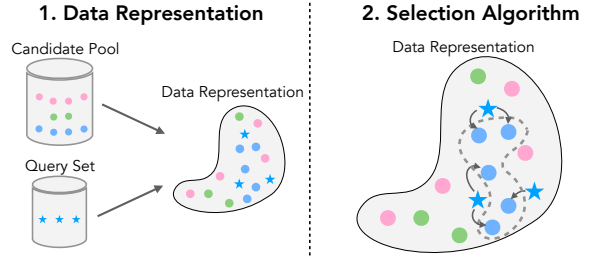 1. Data Representation
Candidate Pool
Data Representation
Query Set
2. Selection Algorithm
Data Representation